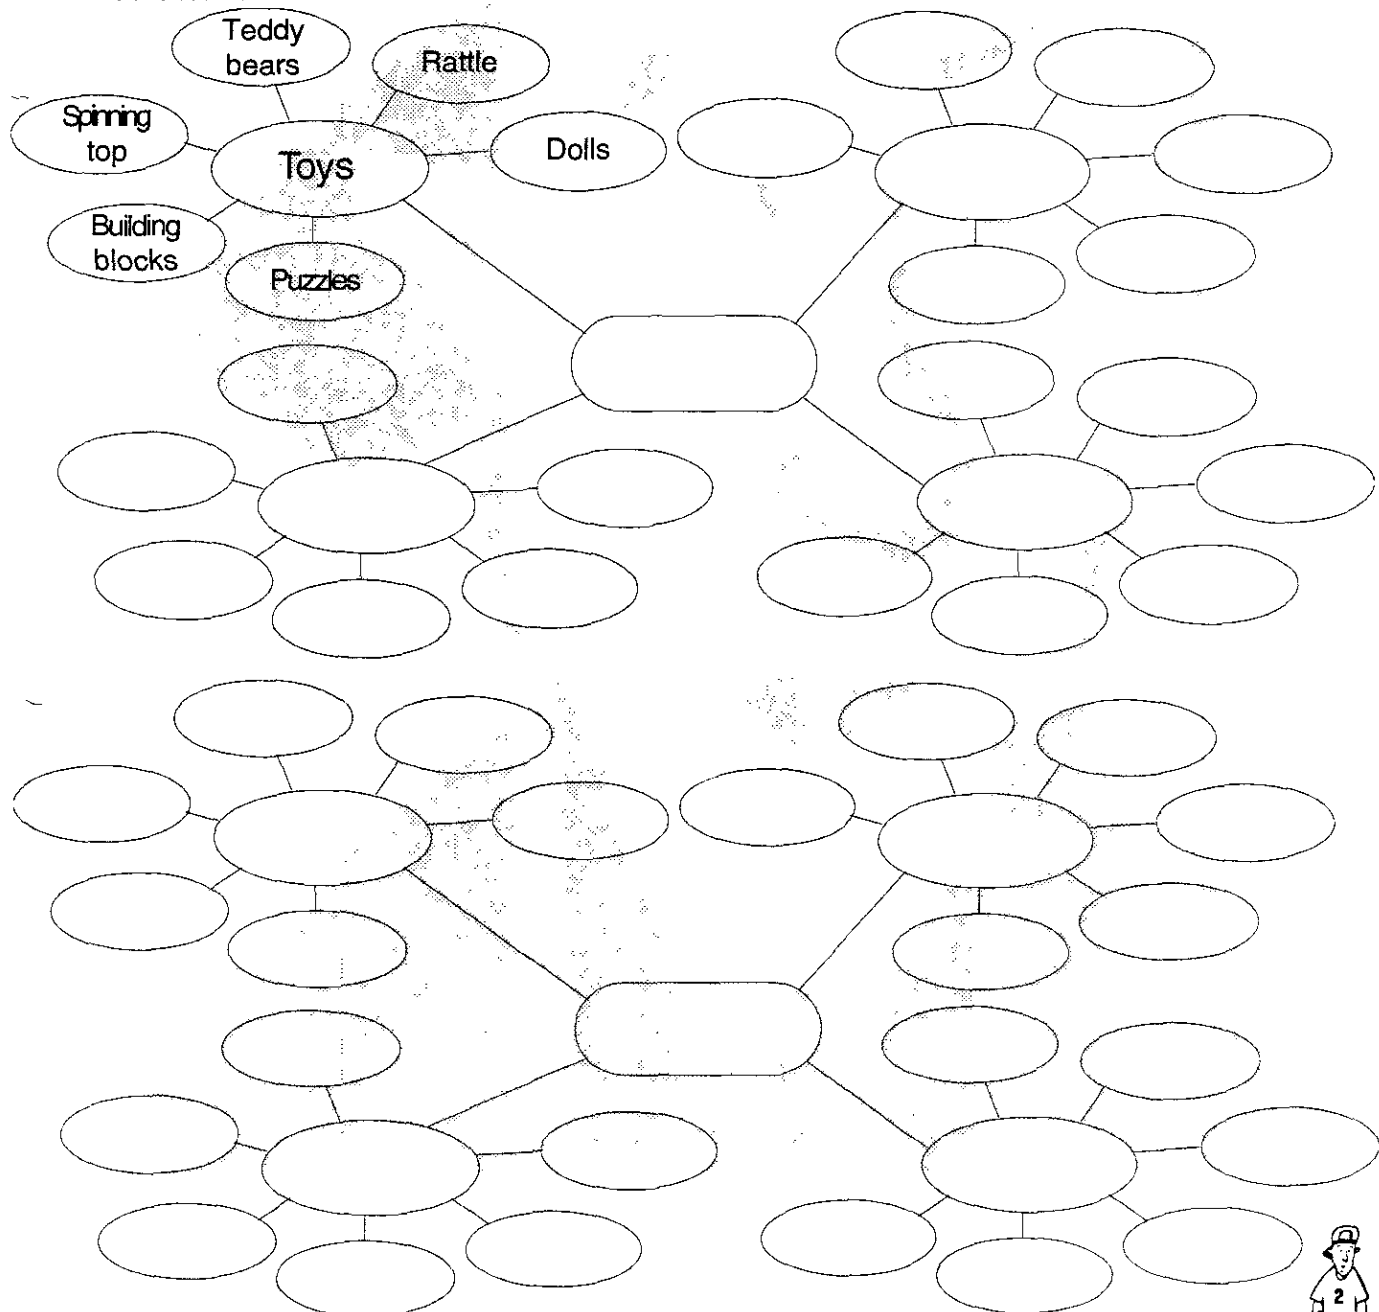 Teddy
bears
Rattle
Spinning
top
Toys
Dolls
Building
blocks
Puzzles
2